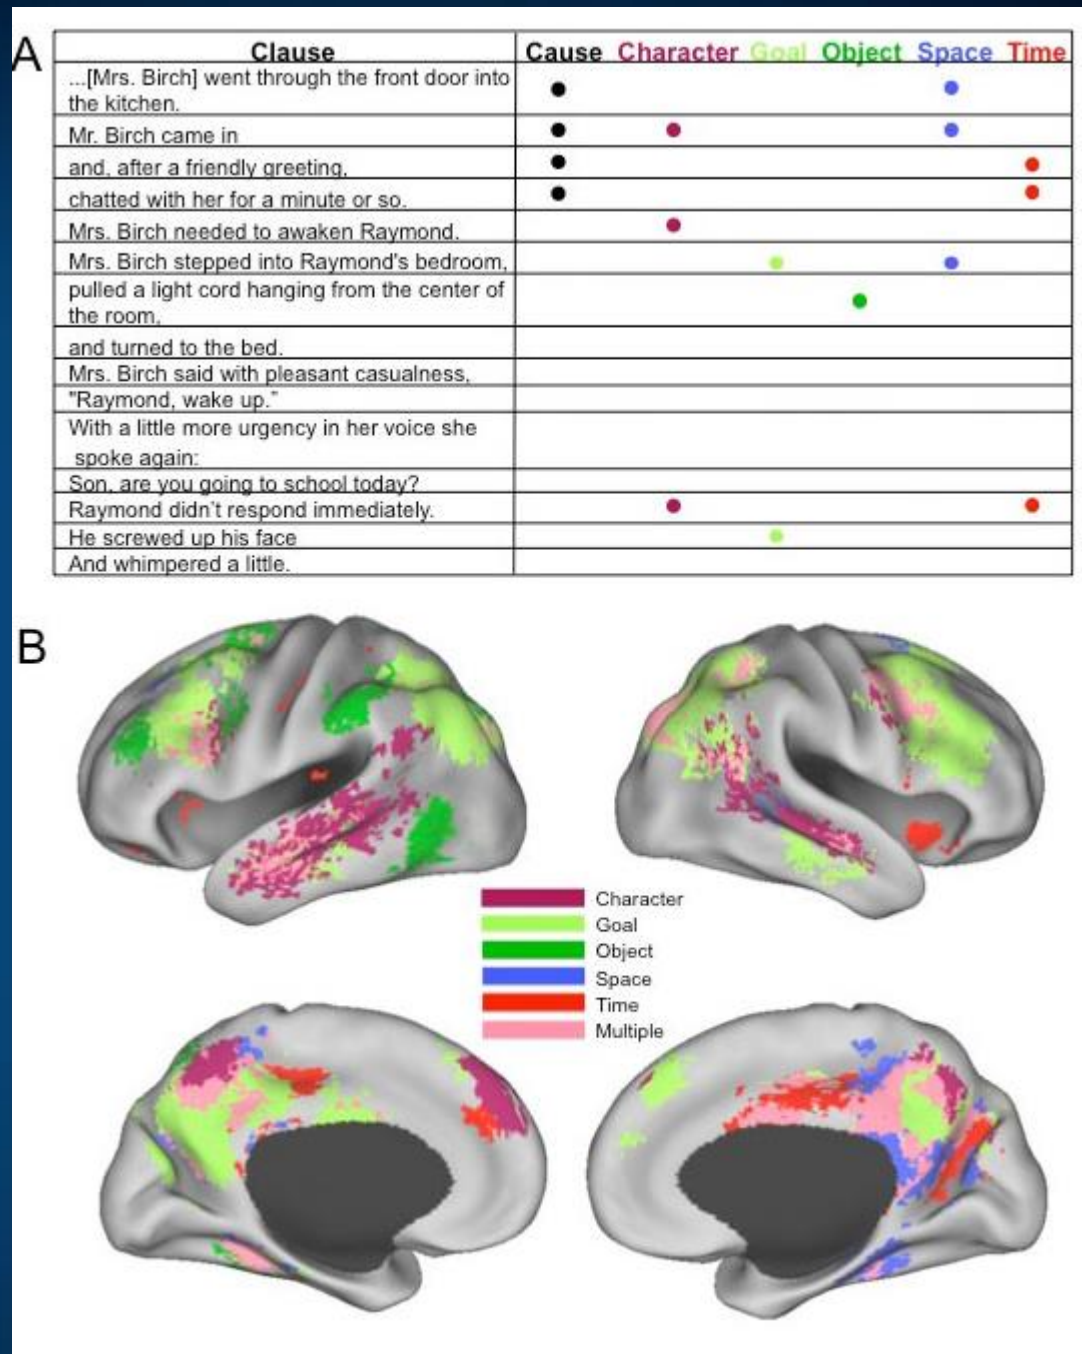 A
Clause Cause Character Goal Object Space Time
...[Mrs. Birch] went through the front door into
the kitchen.
Mr. Birch came in
and, after a friendly greeting,
chatted with her for a minute or so.
Mrs. Birch needed to awaken Raymond.
Mrs. Birch stepped into Raymond's bedroom,
pulled a light cord hanging from the center of
the room,
and turned to the bed.
Mrs. Birch said with pleasant casualness,
"Raymond, wake up."
With a little more urgency in her voice she
spoke again:
Son, are you going to school today?
Raymond didn't respond immediately.
He screwed up his face
And whimpered a little.
B
Character
Goal
Object
Space
Time
Multiple